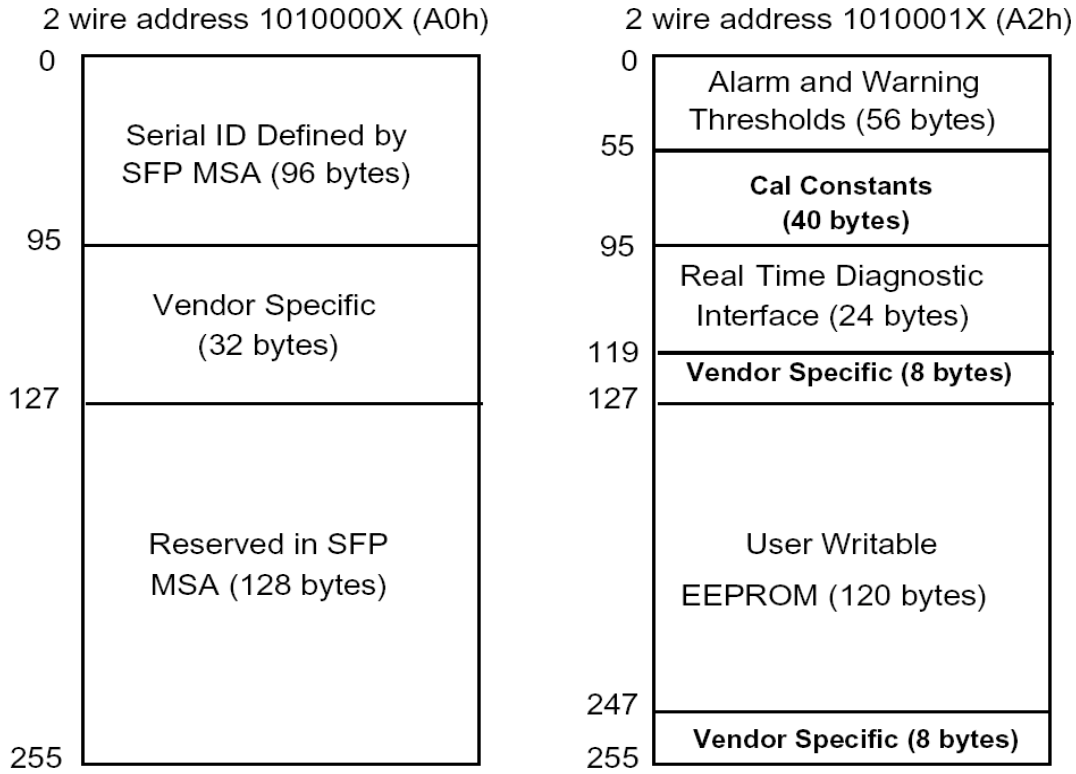 2 wire address 1010000X (A0h)
0
Serial ID Defined by
SFP MSA (96 bytes)
95
Vendor Specific
(32 bytes)
127
Reserved in SFP
MSA (128 bytes)
255
2 wire address 1010001X (A2h)
0
Alarm and Warning
Thresholds (56 bytes)
55
Cal Constants
(40 bytes)
95
Real Time Diagnostic
Interface (24 bytes)
119
Vendor Specific (8 bytes)
127
User Writable
EEPROM (120 bytes)
247
Vendor Specific (8 bytes)
255